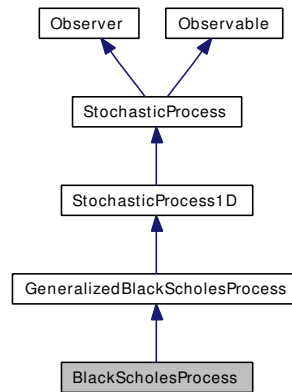 Observer
Observable
StochasticProcess
StochasticProcess1D
GeneralizedBlackScholesProcess
BlackScholesProcess